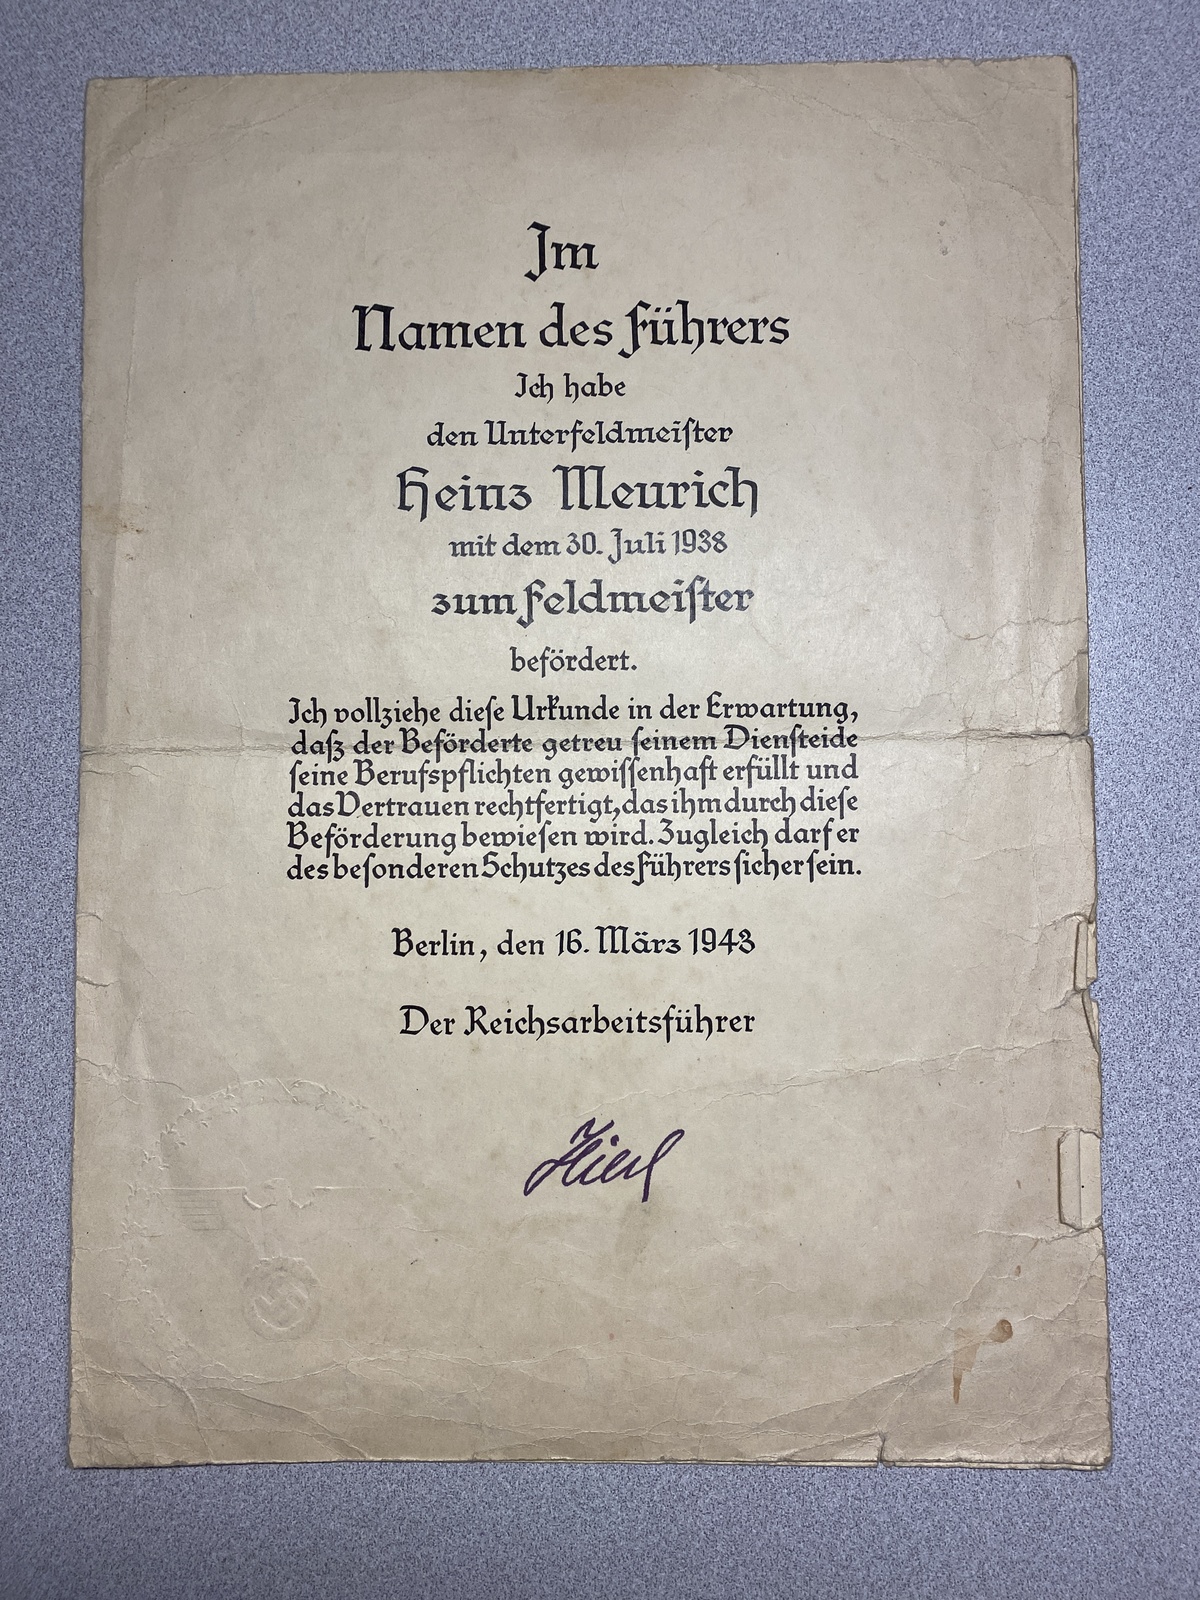 Im
Namen des Führers
Ich habe
den Unterfeldmeiſter
Heinz Meurich
mit dem 30. Juli 1938
zum Feldmeiſter
befördert.
Ich vollziehe dieſe Urkunde in der Erwartung,
daſz der Beförderte getreu ſeinem Dienſteide
ſeine Berufspflichten gewiſſenhaft erfüllt und
das Vertrauen rechtfertigt, das ihm durch dieſe
Beförderung bewieſen wird. Zugleich darf er
des beſonderen Schutzes des Führers ſicher ſein.
Berlin, den 16. März 1943
Der Reichsarbeitsführer
Hierl